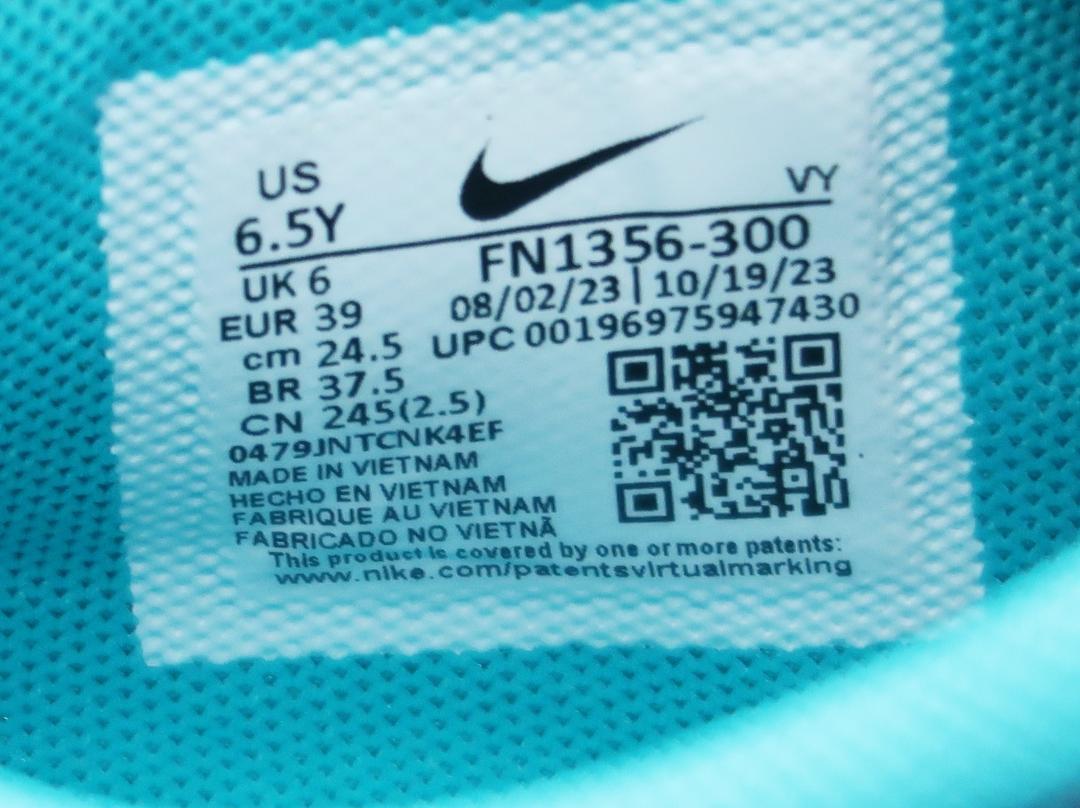 US
6.5Y
VY
UK 6
FN1356-300
EUR 39
08/02/23 | 10/19/23
cm 24.5
UPC 00196975947430
BR 37.5
CN 245(2.5)
0479JNTCNK4EF
MADE IN VIETNAM
HECHO EN VIETNAM
FABRIQUE AU VIETNAM
FABRICADO NO VIETNÃ
This product is covered by one or more patents:
www.nike.com/patentsvirtualmarking